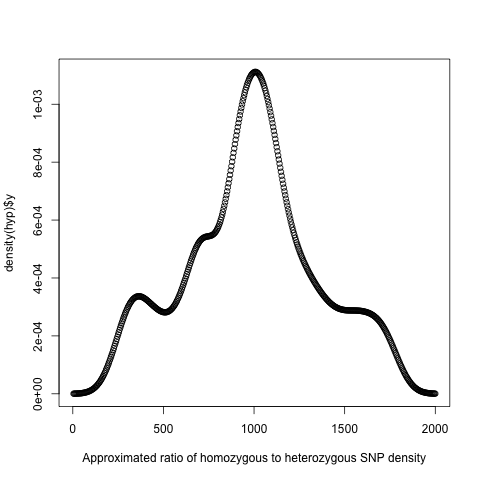 1e-03
8e-04
6e-04
4e-04
2e-04
0e+00
density(hyp)$y
0 500 1000 1500 2000
Approximated ratio of homozygous to heterozygous SNP density